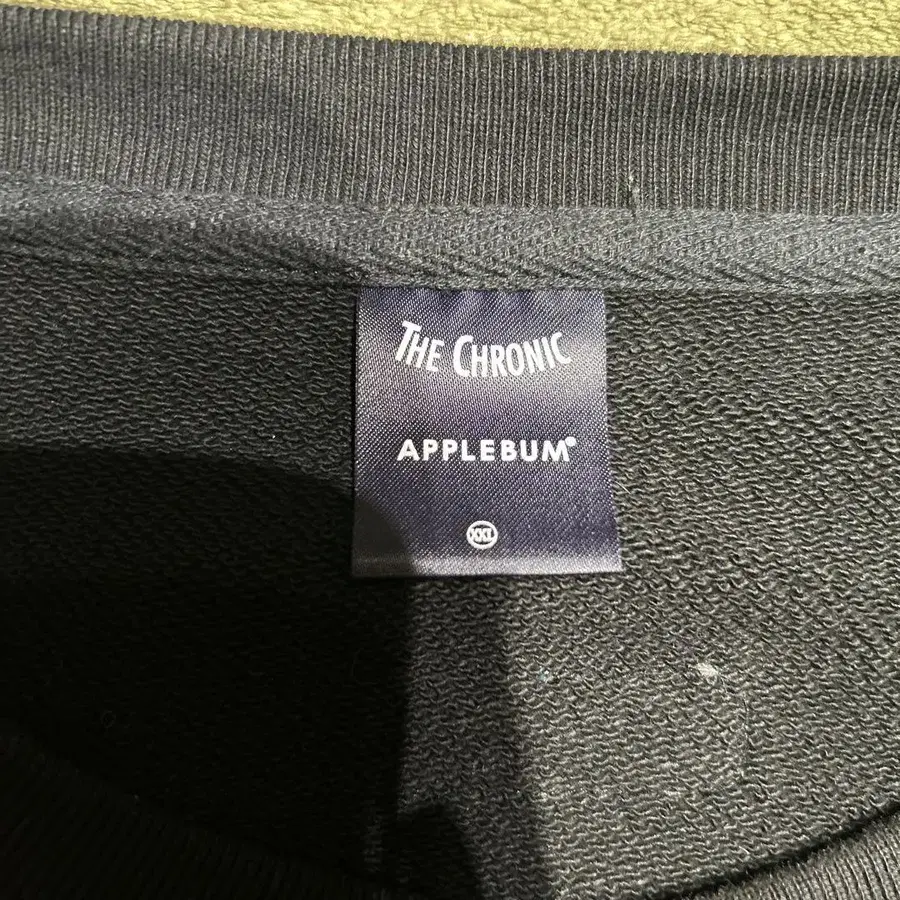 THE CHRONIC
APPLEBUM
XXL